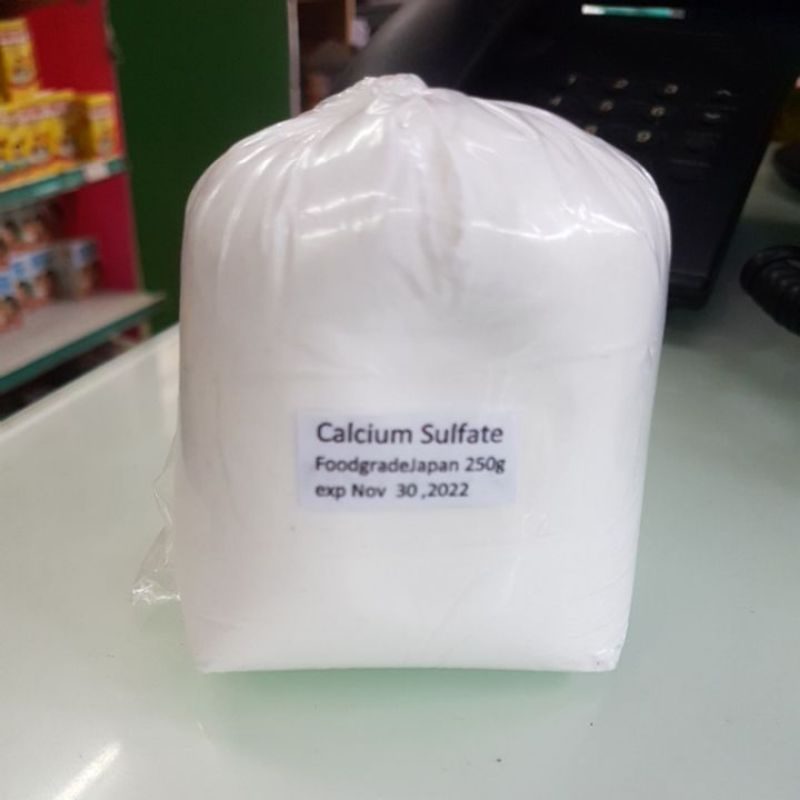 Calcium Sulfate
FoodgradeJapan 250g
exp Nov 30 ,2022